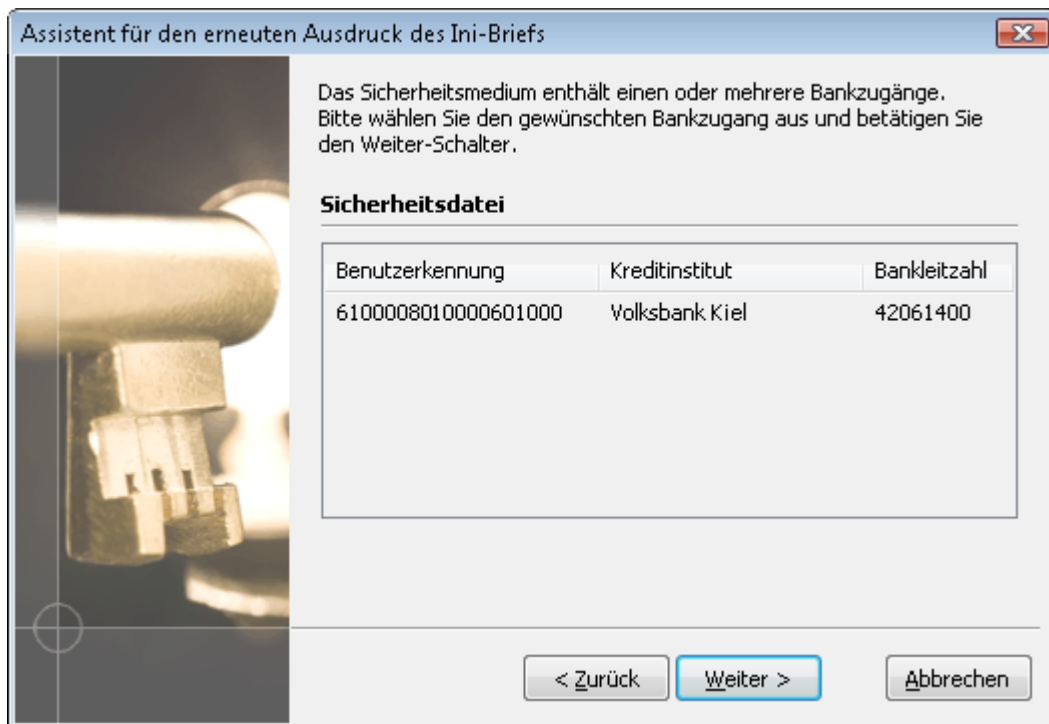 Assistent für den erneuten Ausdruck des Ini-Briefs
Das Sicherheitsmedium enthält einen oder mehrere Bankzugänge.
Bitte wählen Sie den gewünschten Bankzugang aus und betätigen Sie
den Weiter-Schalter.
Sicherheitsdatei
Benutzerkennung Kreditinstitut Bankleitzahl
6100008010000601000 Volksbank Kiel 42061400
< Zurück Weiter > Abbrechen